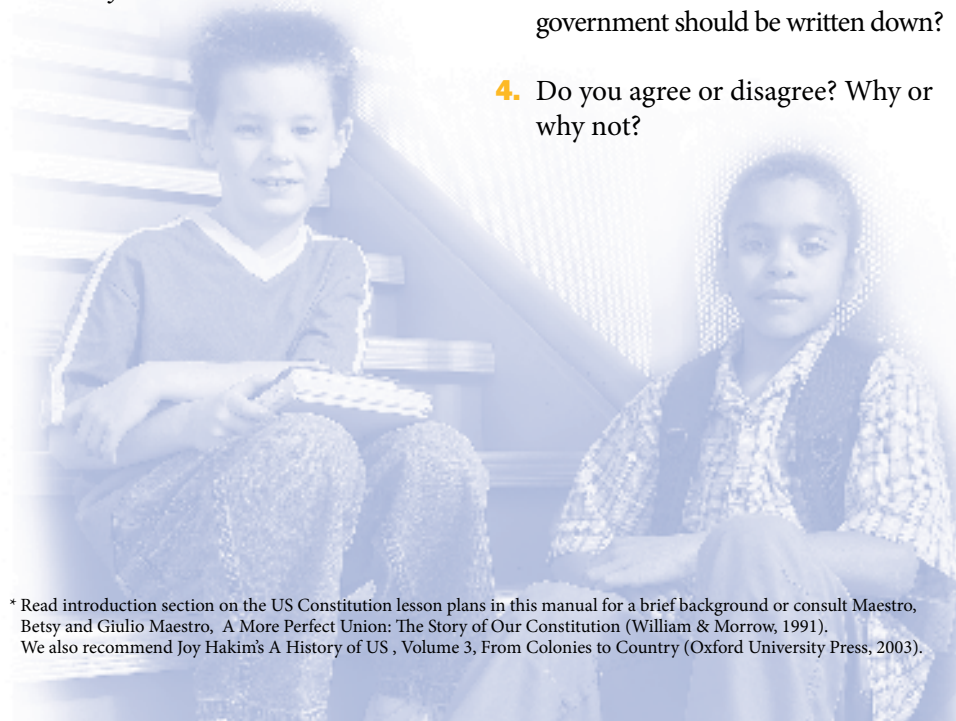 government should be written down?
4. Do you agree or disagree? Why or
why not?
* Read introduction section on the US Constitution lesson plans in this manual for a brief background or consult Maestro,
Betsy and Giulio Maestro, A More Perfect Union: The Story of Our Constitution (William & Morrow, 1991).
We also recommend Joy Hakim's A History of US , Volume 3, From Colonies to Country (Oxford University Press, 2003).